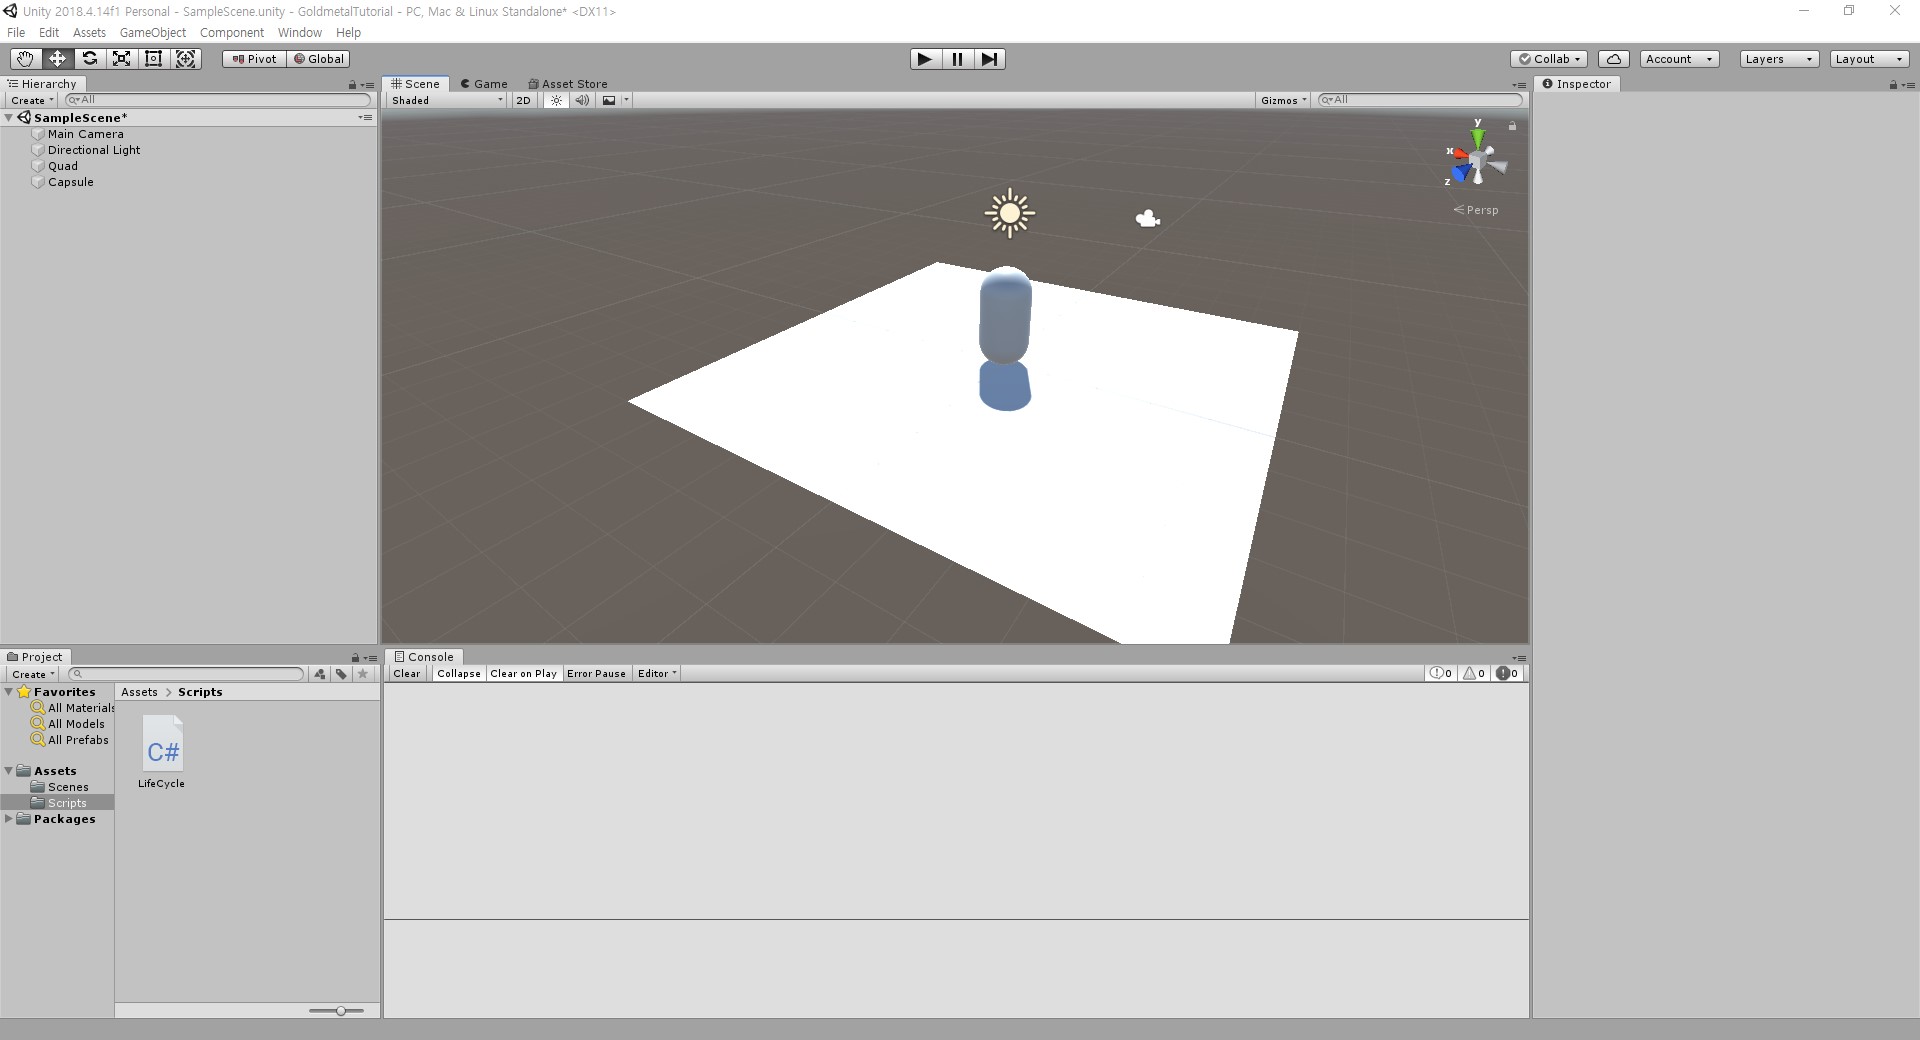 Unity 2018.4.14f1 Personal - SampleScene.unity - GoldmetalTutorial - PC, Mac & Linux Standalone* <DX11>
File Edit Assets GameObject Component Window Help
Pivot Global Collab Account Layers Layout
Hierarchy
Create All
SampleScene*
Main Camera
Directional Light
Quad
Capsule
Scene Game Asset Store
Shaded 2D Gizmos All
y
x
z
Persp
Inspector
Project
Create
Favorites
All Materials
All Models
All Prefabs
Assets
Scenes
Scripts
Packages
Assets > Scripts
C#
LifeCycle
Console
Clear Collapse Clear on Play Error Pause Editor 0 0 0